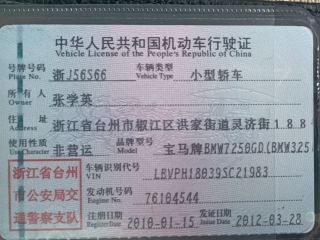 中华人民共和国机动车行驶证
Vehicle License of the People's Republic of China
号牌号码 浙J56S66 车辆类型 小型轿车
Plate No. Vehicle Type
所有人 张学英
Owner
住址 浙江省台州市椒江区洪家街道灵济街188
Address
使用性质 非营运 宝马牌BMW7250GD(BMW325
Use Character
浙江省台州市公安局交通警察支队
车辆识别代号 LBVPH18039SC21983
VIN
发动机号码 76104544
Engine No.
注册日期 2010-01-15 发证日期 2012-03-28
Register Date Issue Date